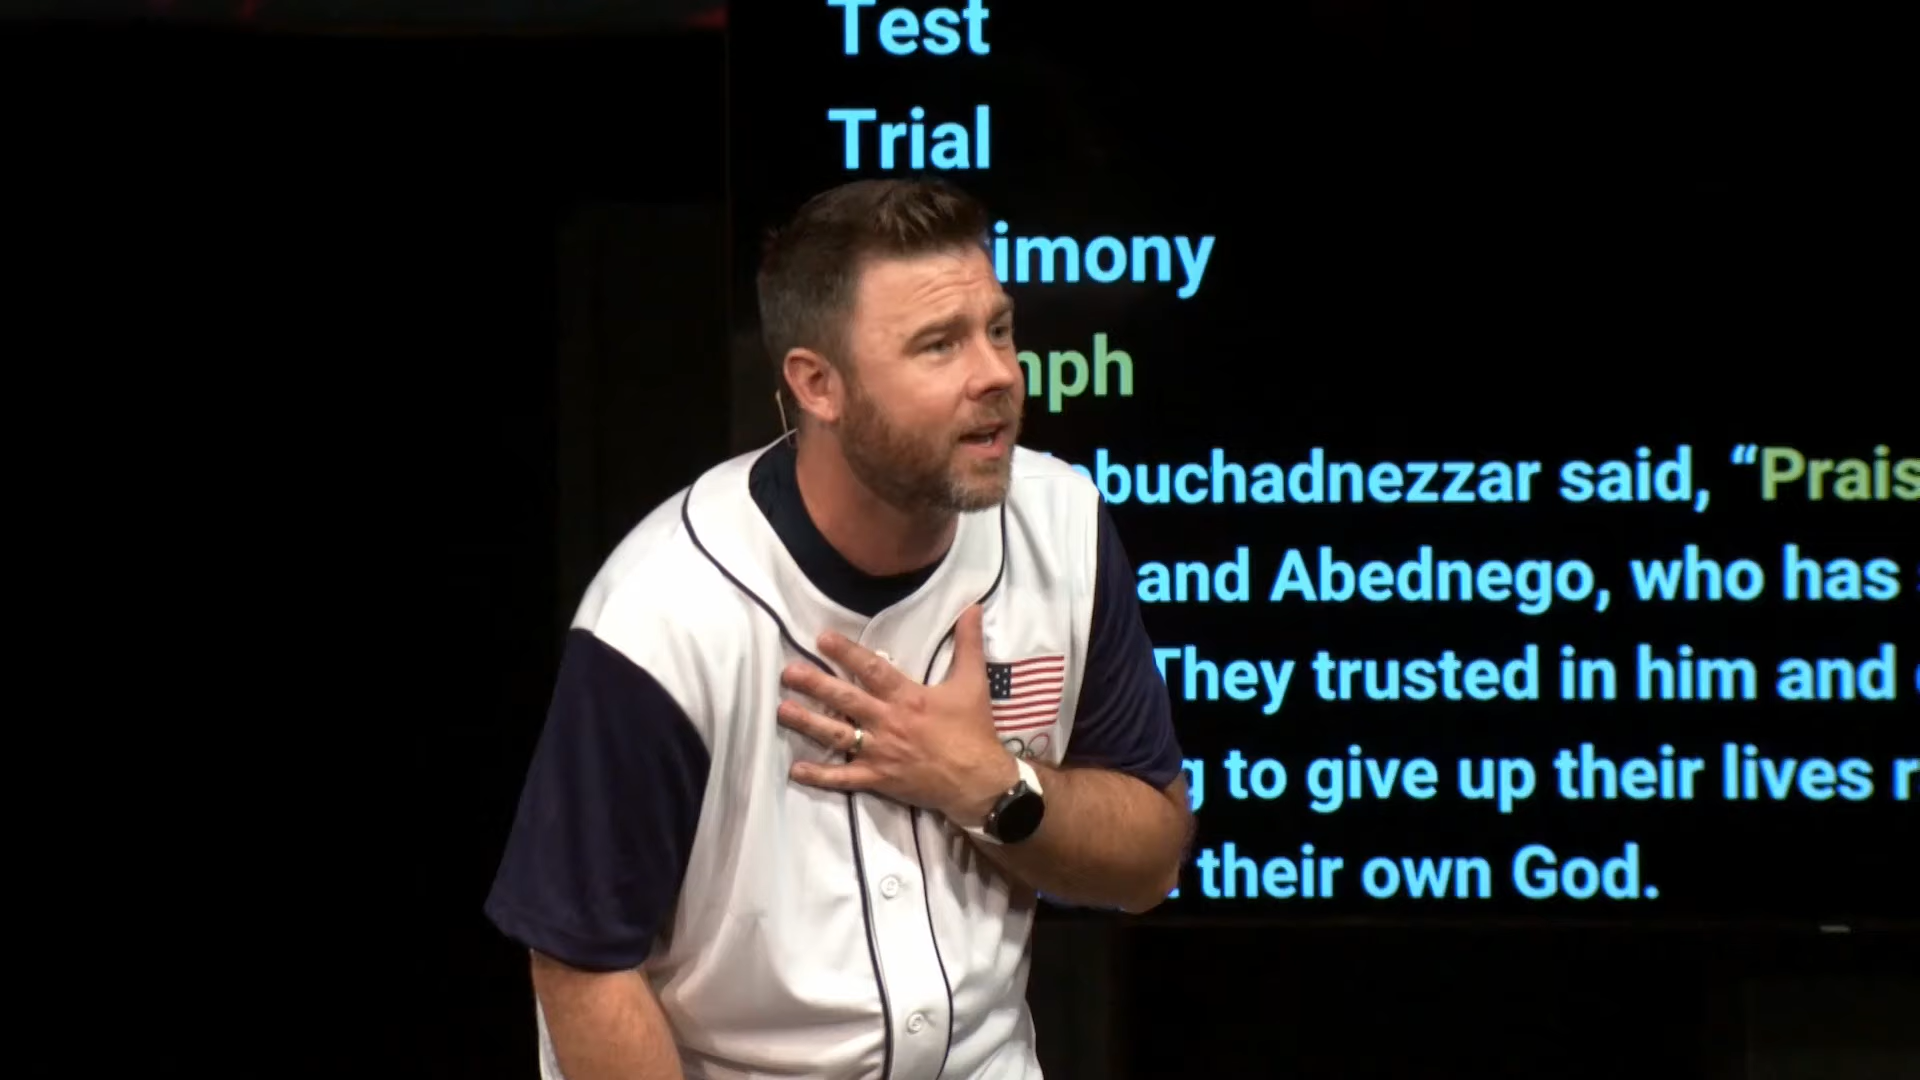 Test
Trial
imony
mph
ebuchadnezzar said, “Prais
and Abednego, who has
They trusted in him and
g to give up their lives r
their own God.